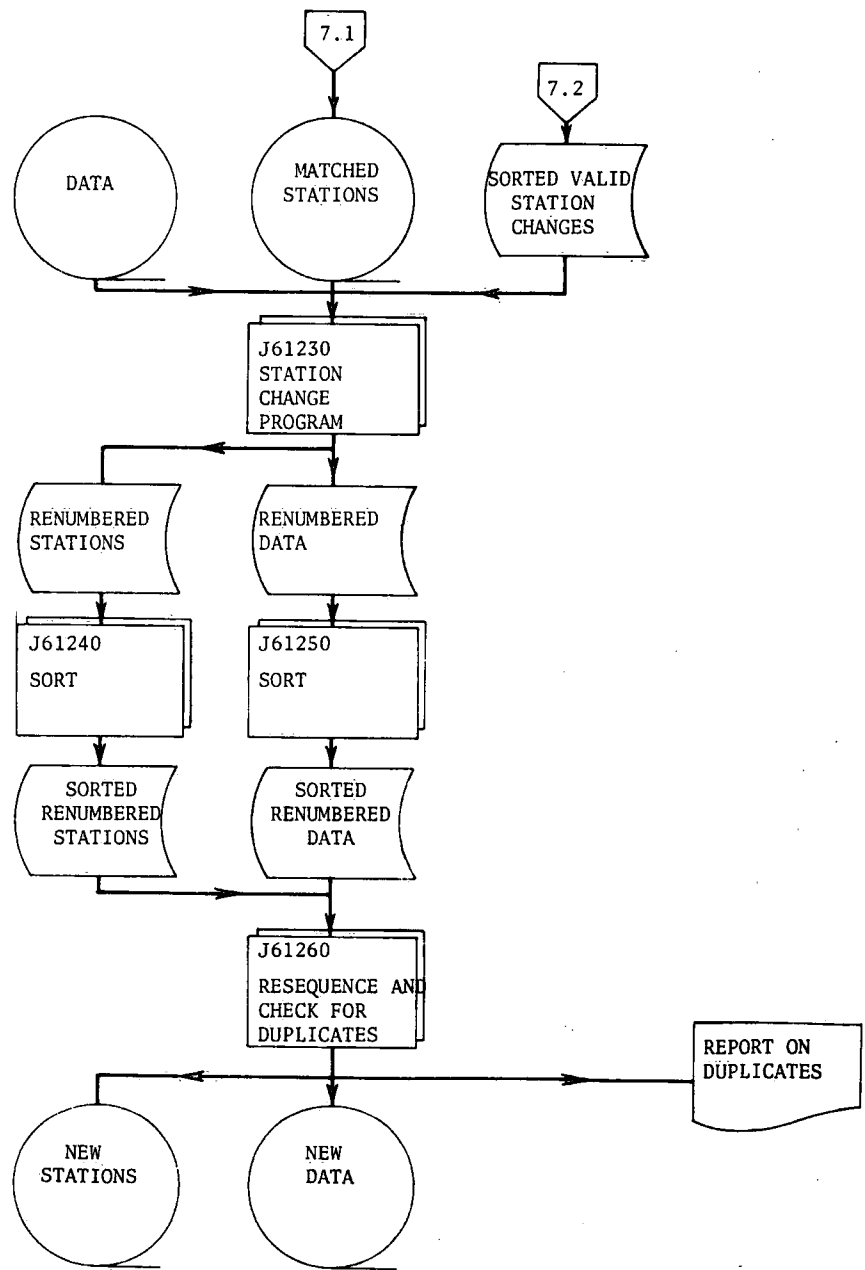 7.1
7.2
DATA
MATCHED
STATIONS
SORTED VALID
STATION
CHANGES
J61230
STATION
CHANGE
PROGRAM
RENUMBERED
STATIONS
RENUMBERED
DATA
J61240
SORT
J61250
SORT
SORTED
RENUMBERED
STATIONS
SORTED
RENUMBERED
DATA
J61260
RESEQUENCE AND
CHECK FOR
DUPLICATES
REPORT ON
DUPLICATES
NEW
STATIONS
NEW
DATA